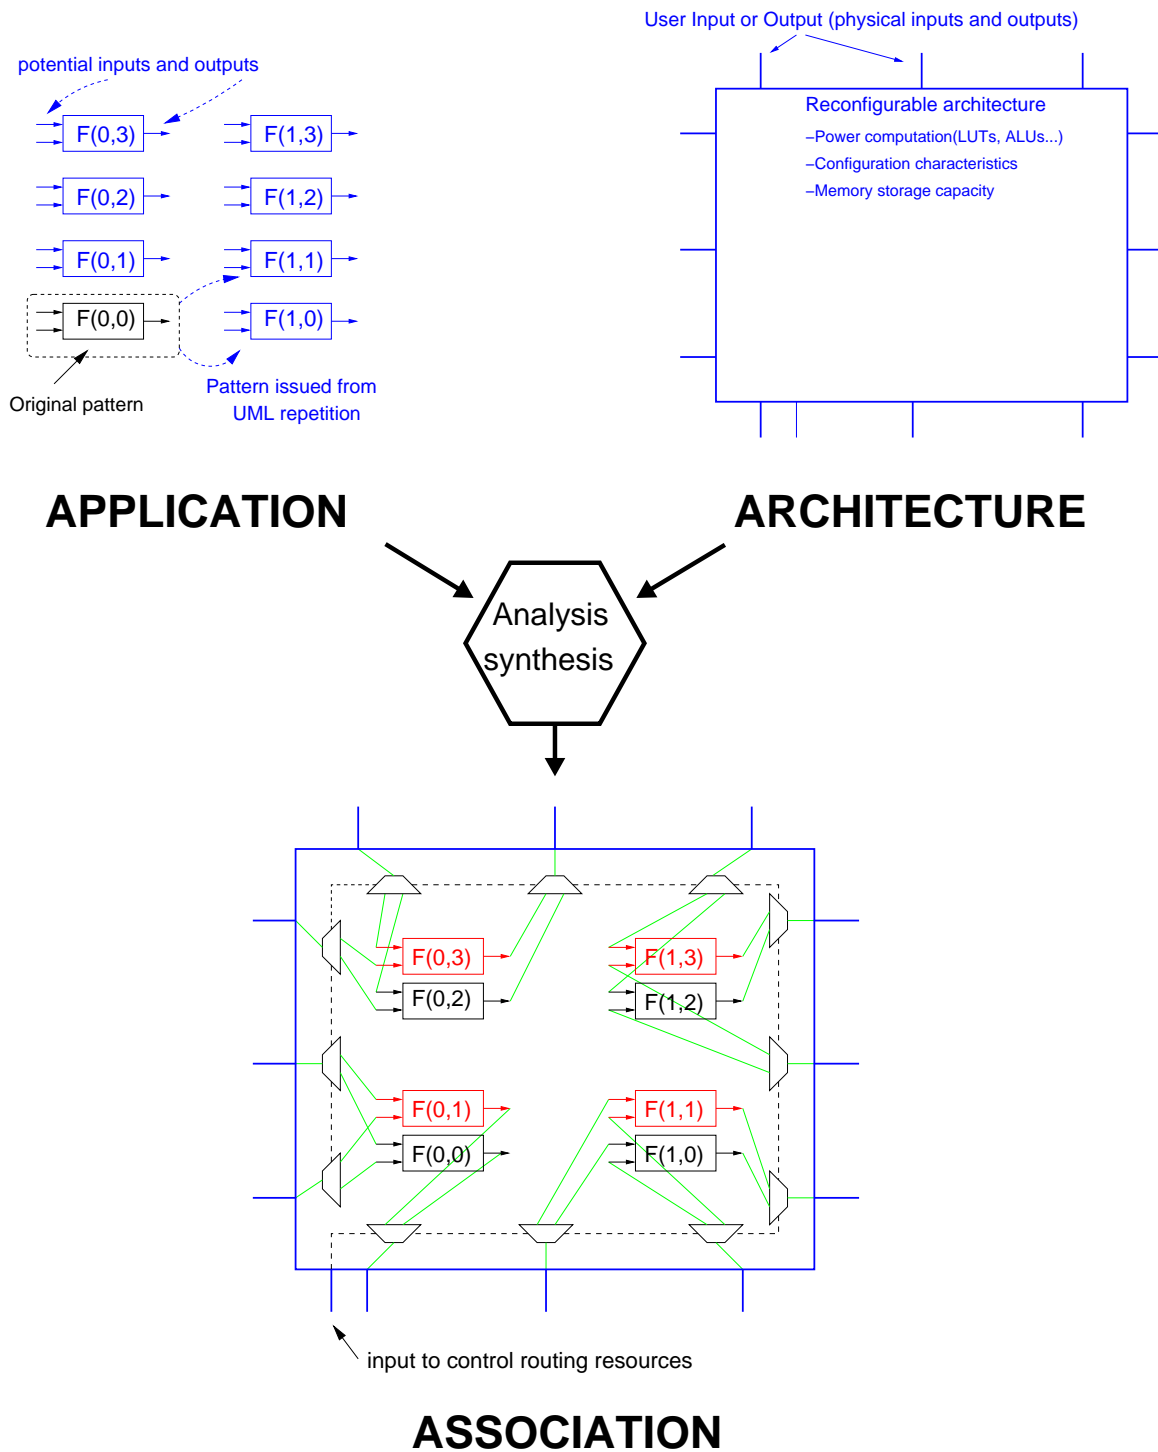 User Input or Output (physical inputs and outputs)
potential inputs and outputs
F(0,3)
F(1,3)
F(0,2)
F(1,2)
F(0,1)
F(1,1)
F(0,0)
F(1,0)
Original pattern
Pattern issued from
UML repetition
Reconfigurable architecture
–Power computation(LUTs, ALUs...)
–Configuration characteristics
–Memory storage capacity
APPLICATION
ARCHITECTURE
Analysis
synthesis
F(0,3)
F(1,3)
F(0,2)
F(1,2)
F(0,1)
F(1,1)
F(0,0)
F(1,0)
input to control routing resources
ASSOCIATION